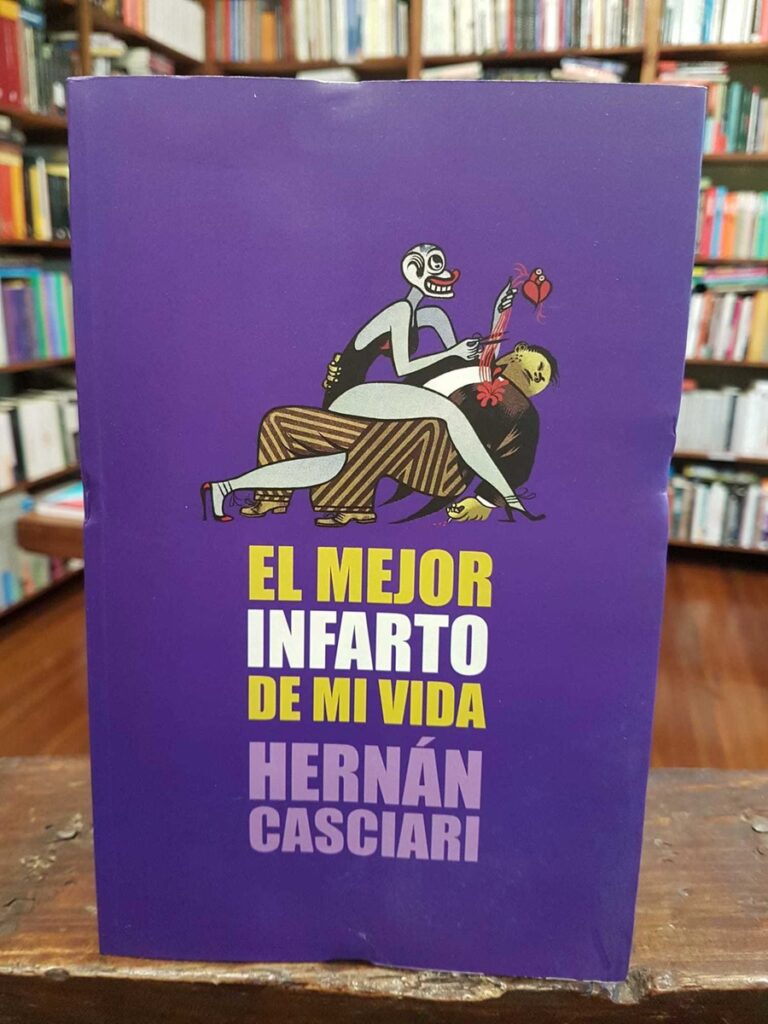 EL MEJOR
INFARTO
DE MI VIDA
HERNÁN
CASCIARI